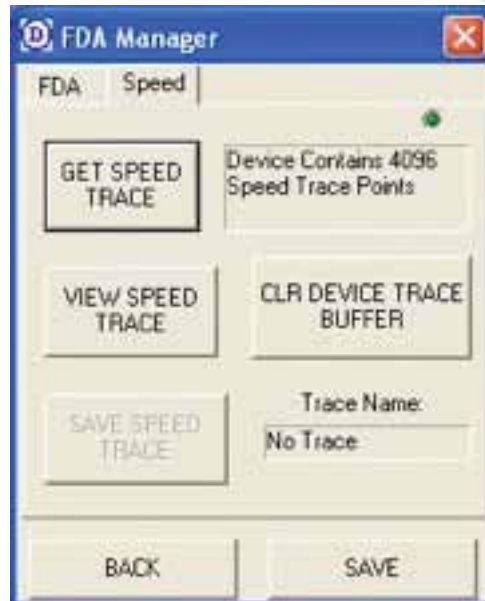 FDA Manager
FDA Speed
GET SPEED
TRACE
Device Contains 4096
Speed Trace Points
VIEW SPEED
TRACE
CLR DEVICE TRACE
BUFFER
SAVE SPEED
TRACE
Trace Name:
No Trace
BACK SAVE